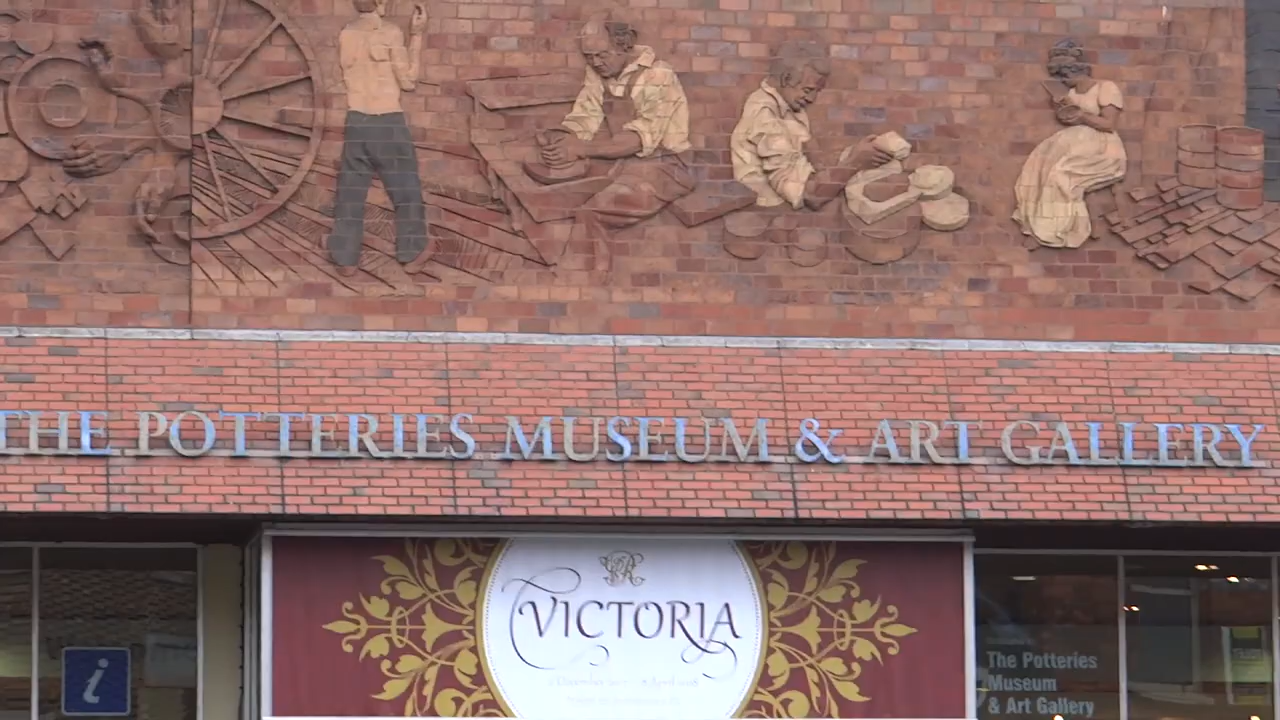 THE POTTERIES MUSEUM & ART GALLERY
VICTORIA
i
The Potteries
Museum
& Art Gallery